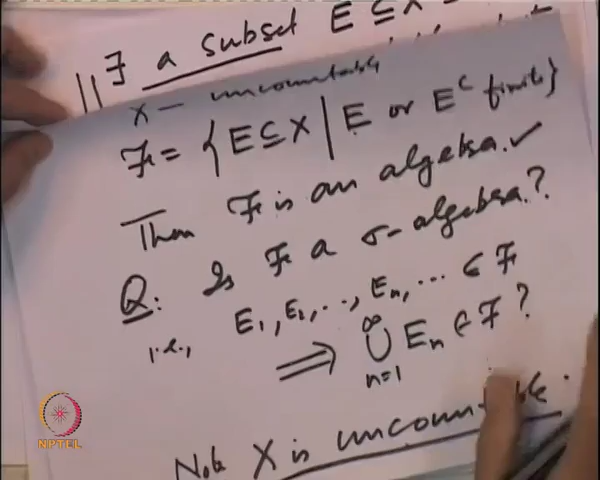 ∃ a subset E ⊆ X
X – uncountable
F = { E ⊆ X | E or Eᶜ finite }
Then F is an algebra. ✓
Q: Is F a σ-algebra?
i.e., E₁, E₂, .., Eₙ, ... ∈ F
⟹ ∞⋃n=1 Eₙ ∈ F ?
Note X is uncountable.
NPTEL